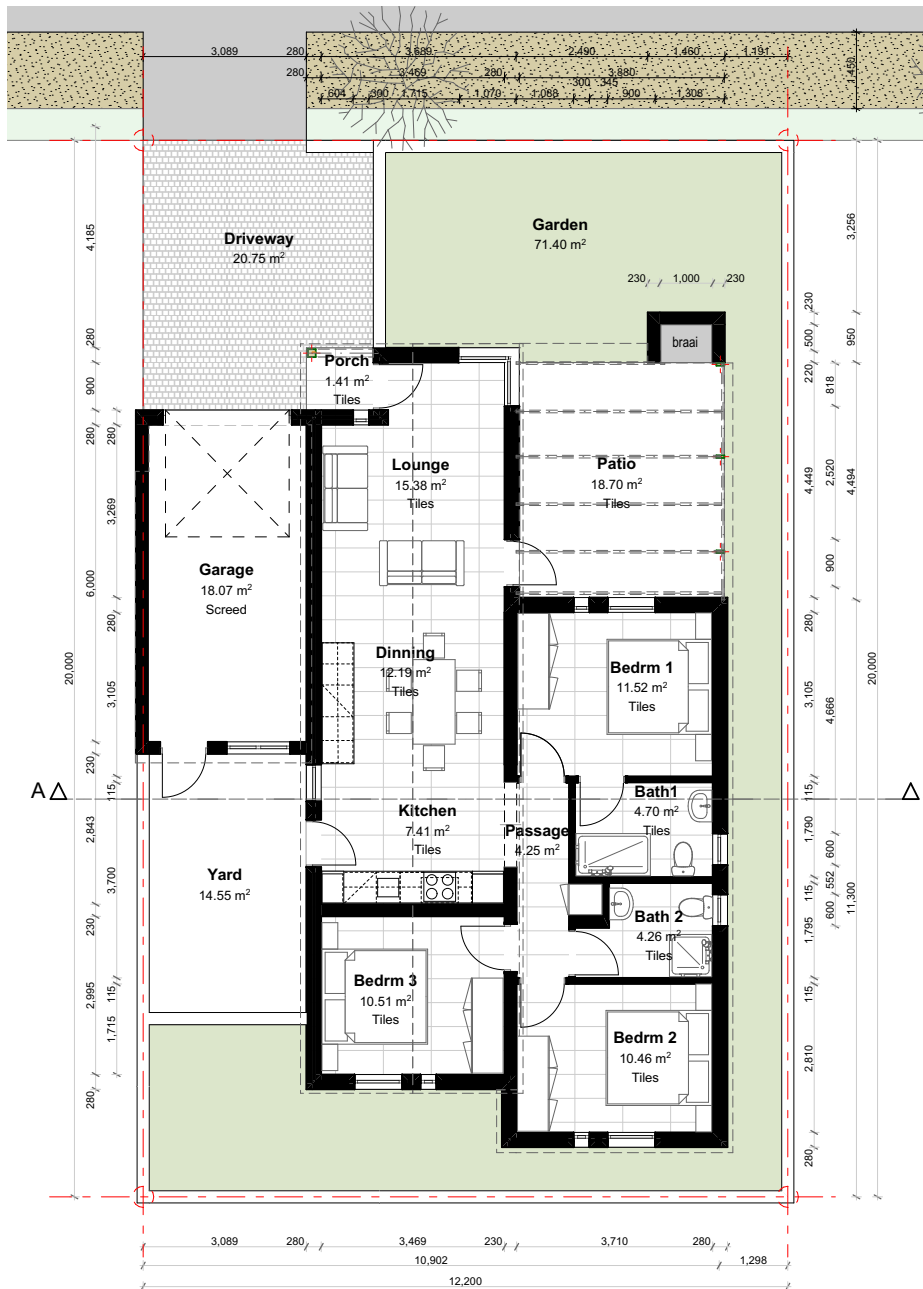 3,089
280
3,689
2,490
1,460
1,191
280
3,469
280
3,880
300
345
604
300
1,715
1,070
1,088
900
1,308
1,450
4,185
280
900
280
280
3,269
6,000
280
3,105
20,000
230
115
2,843
3,700
230
2,995
115
1,715
280
Driveway
20.75 m²
Garden
71.40 m²
230
1,000
230
braai
Porch
1.41 m²
Tiles
Lounge
15.38 m²
Tiles
Patio
18.70 m²
Tiles
Garage
18.07 m²
Screed
Dinning
12.19 m²
Tiles
Bedrm 1
11.52 m²
Tiles
A
Kitchen
7.41 m²
Tiles
Passage
4.25 m²
Bath1
4.70 m²
Tiles
Yard
14.55 m²
Bath 2
4.26 m²
Tiles
Bedrm 3
10.51 m²
Tiles
Bedrm 2
10.46 m²
Tiles
3,256
230
500
950
220
818
4,449
2,520
4,494
900
280
3,105
4,666
20,000
115
1,790
600
552
115
600
11,300
1,795
115
2,810
280
3,089
280
3,469
230
3,710
280
10,902
1,298
12,200